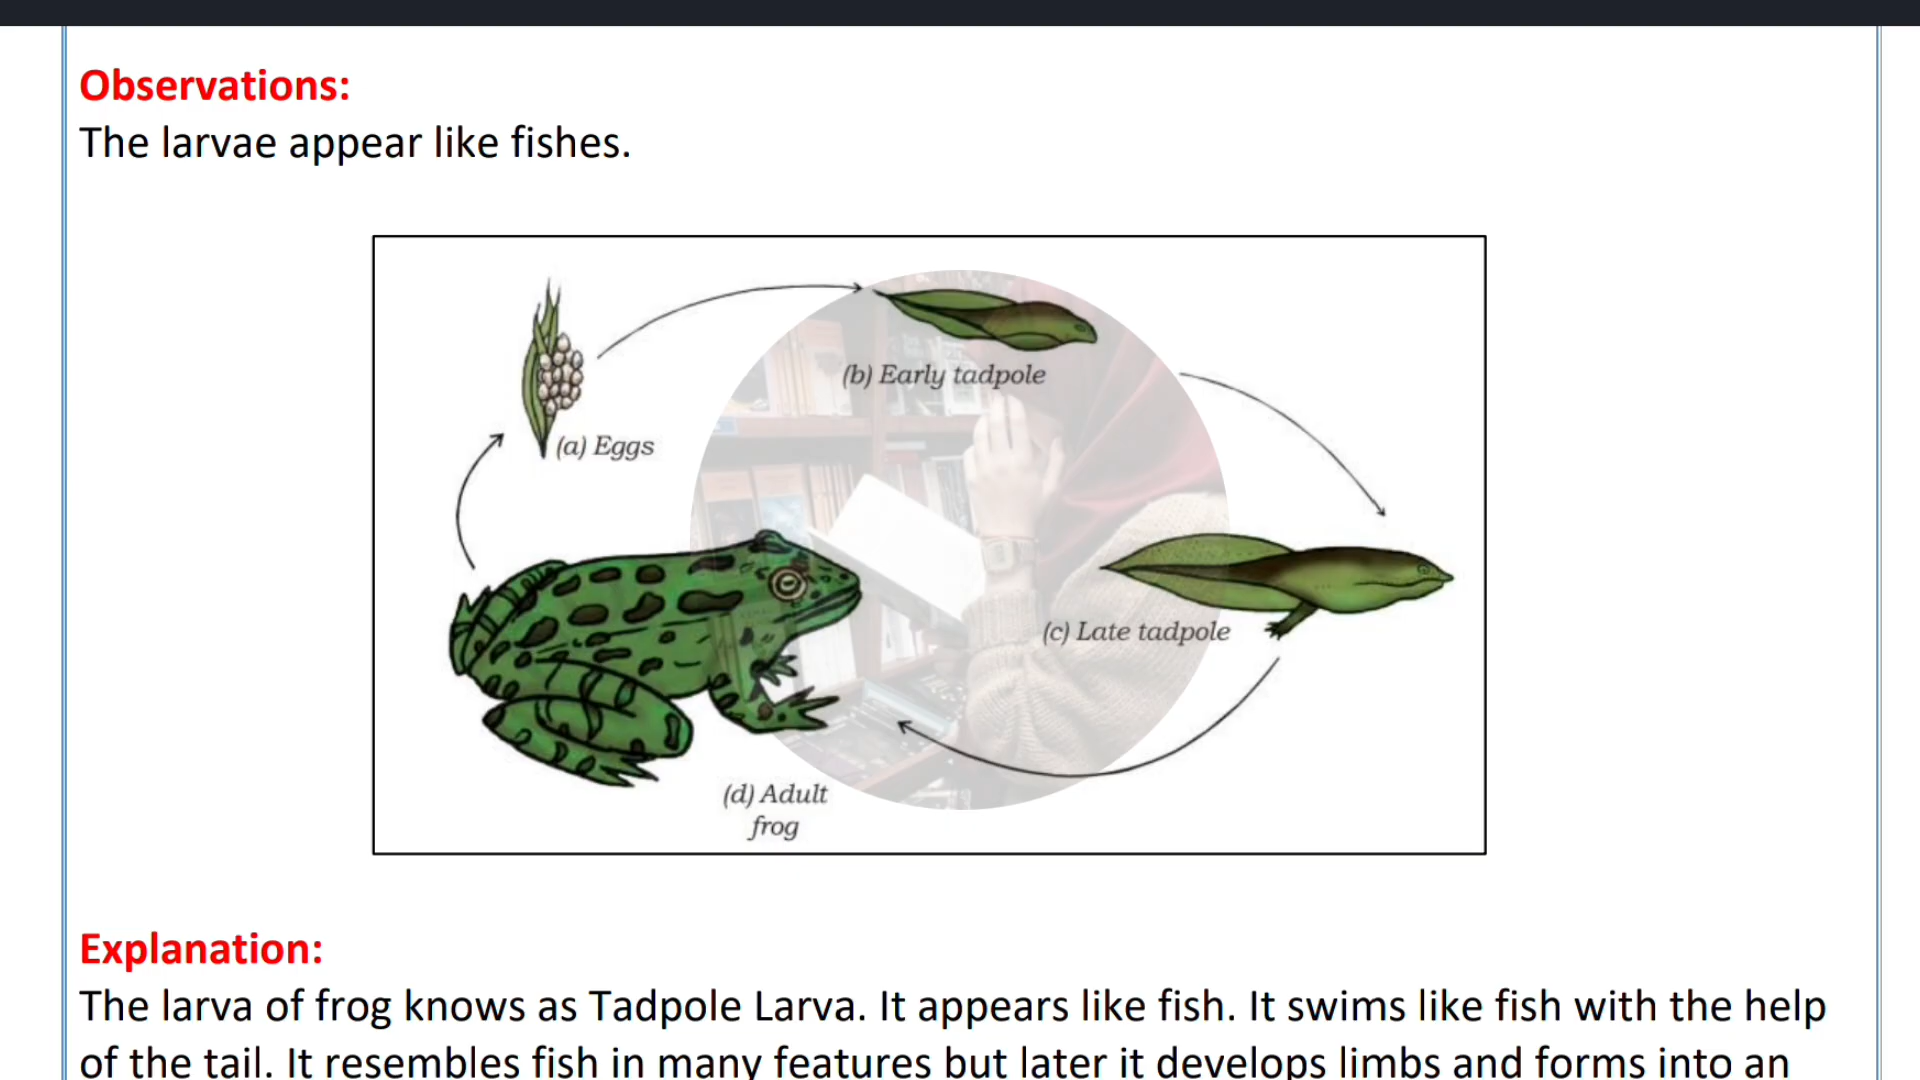 Observations:
The larvae appear like fishes.
(b) Early tadpole
(a) Eggs
(c) Late tadpole
(d) Adult
frog
Explanation:
The larva of frog knows as Tadpole Larva. It appears like fish. It swims like fish with the help
of the tail. It resembles fish in many features but later it develops limbs and forms into an